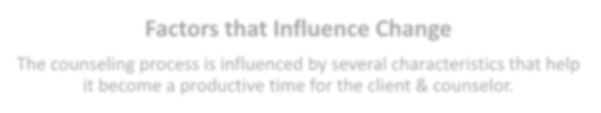 Factors that Influence Change
The counseling process is influenced by several characteristics that help
it become a productive time for the client & counselor.